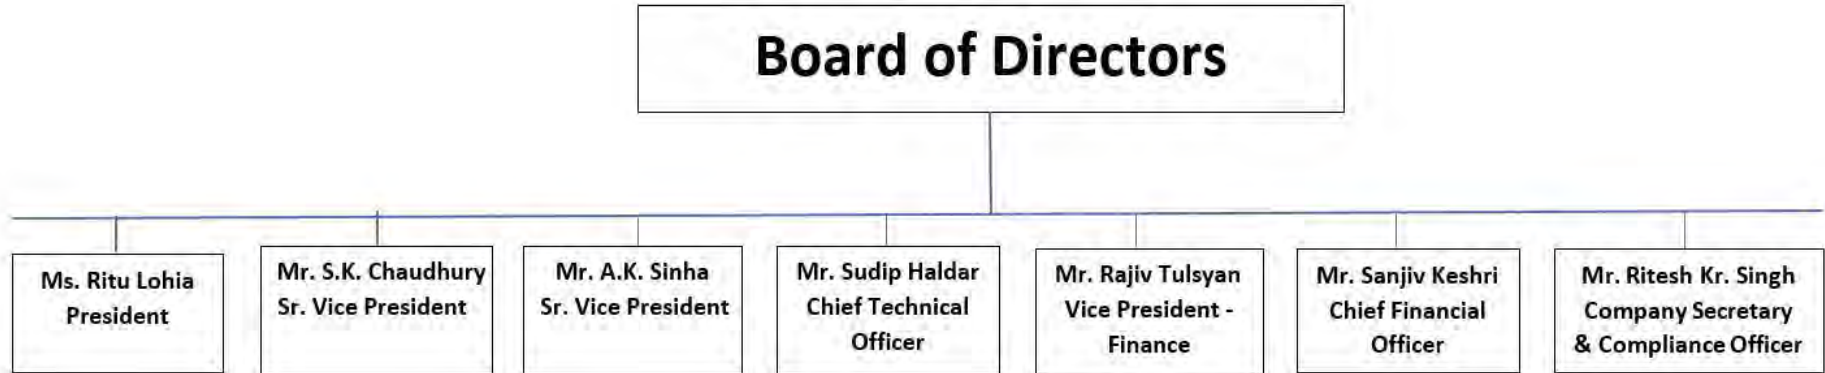 Board of Directors
Ms. Ritu Lohia
President
Mr. S.K. Chaudhury
Sr. Vice President
Mr. A.K. Sinha
Sr. Vice President
Mr. Sudip Haldar
Chief Technical
Officer
Mr. Rajiv Tulsyan
Vice President -
Finance
Mr. Sanjiv Keshri
Chief Financial
Officer
Mr. Ritesh Kr. Singh
Company Secretary
& Compliance Officer